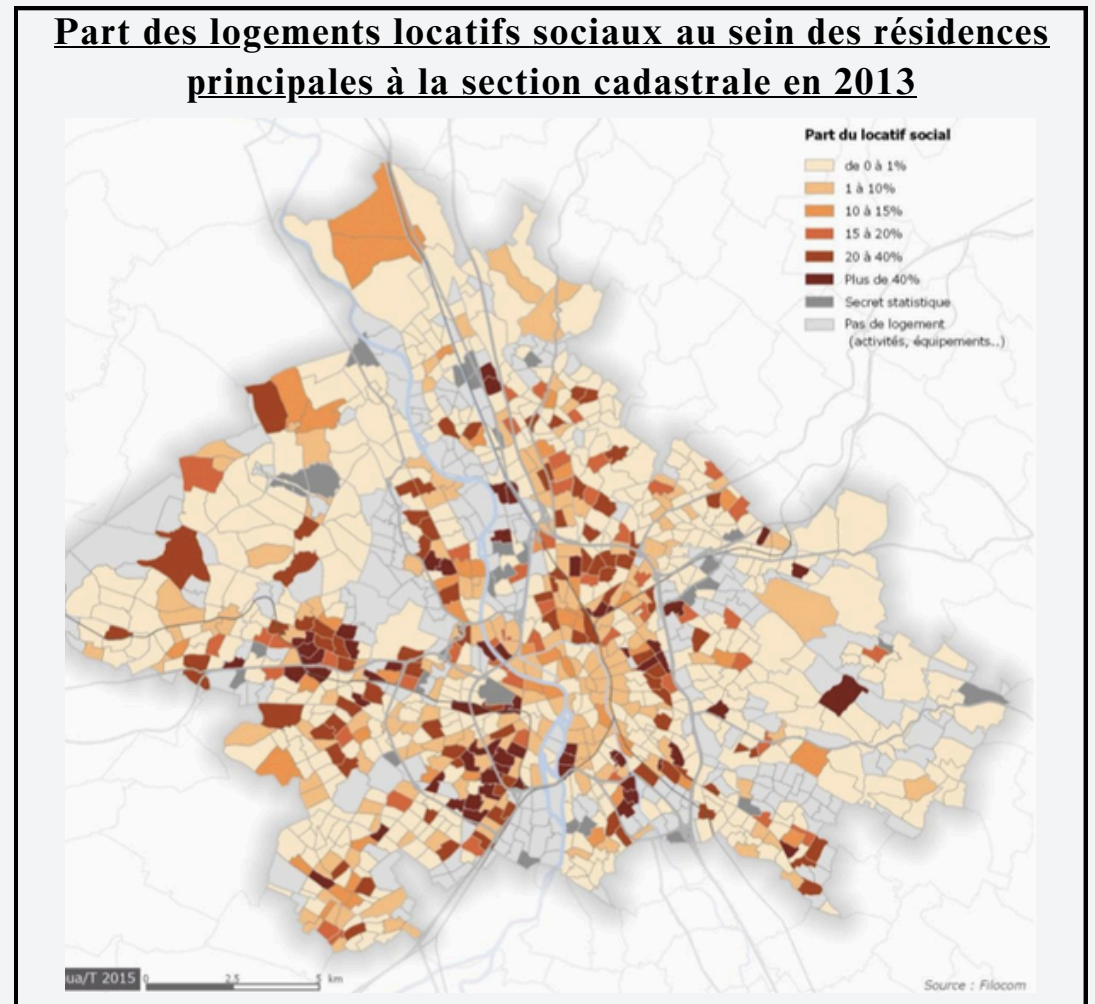 Part des logements locatifs sociaux au sein des résidences
principales à la section cadastrale en 2013
Part du locatif social
de 0 à 1%
1 à 10%
10 à 15%
15 à 20%
20 à 40%
Plus de 40%
Secret statistique
Pas de logement
(activités, équipements..)
ua/T 2015
0 2,5 5 km
Source : Filocom